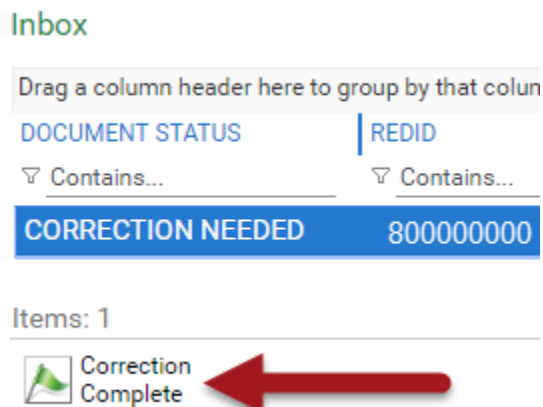 Inbox
Drag a column header here to group by that colum
DOCUMENT STATUS REDID
Contains... Contains...
CORRECTION NEEDED 800000000
Items: 1
Correction
Complete